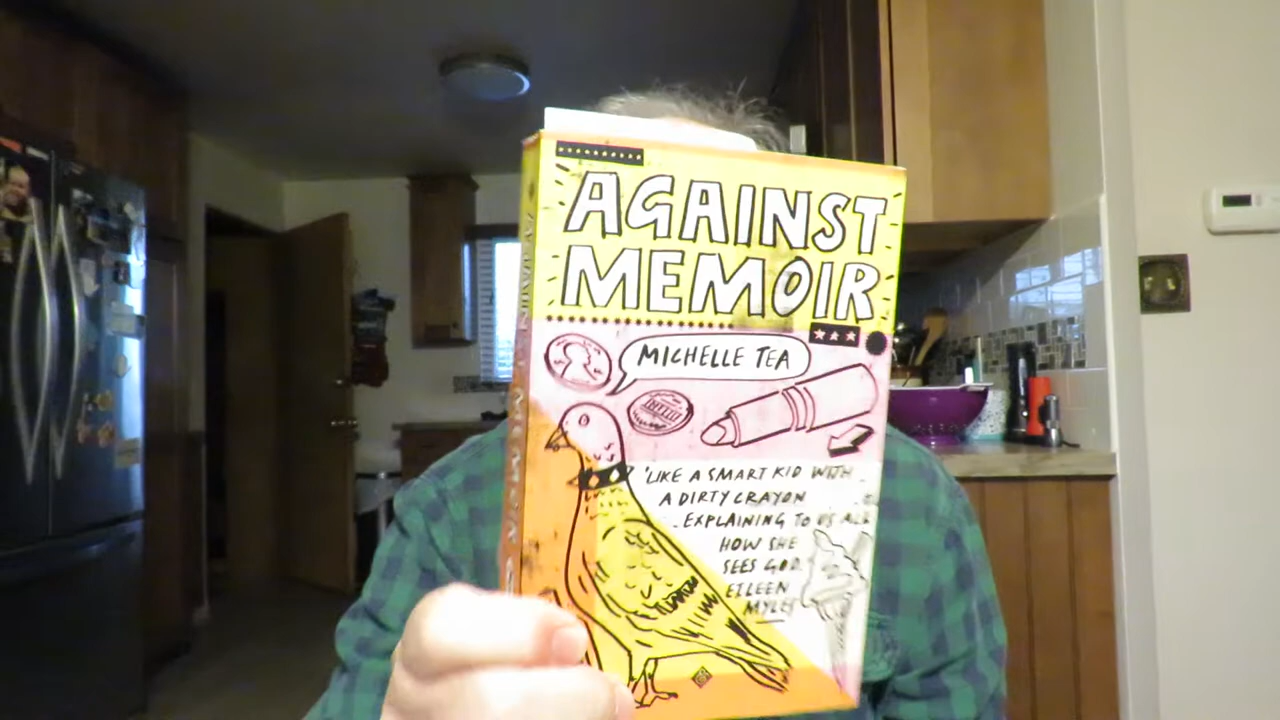 AGAINST
MEMOIR
MICHELLE TEA
'LIKE A SMART KID WITH
A DIRTY CRAYON
EXPLAINING TO US ALL
HOW SHE
SEES GOD.
EILEEN
MYLES